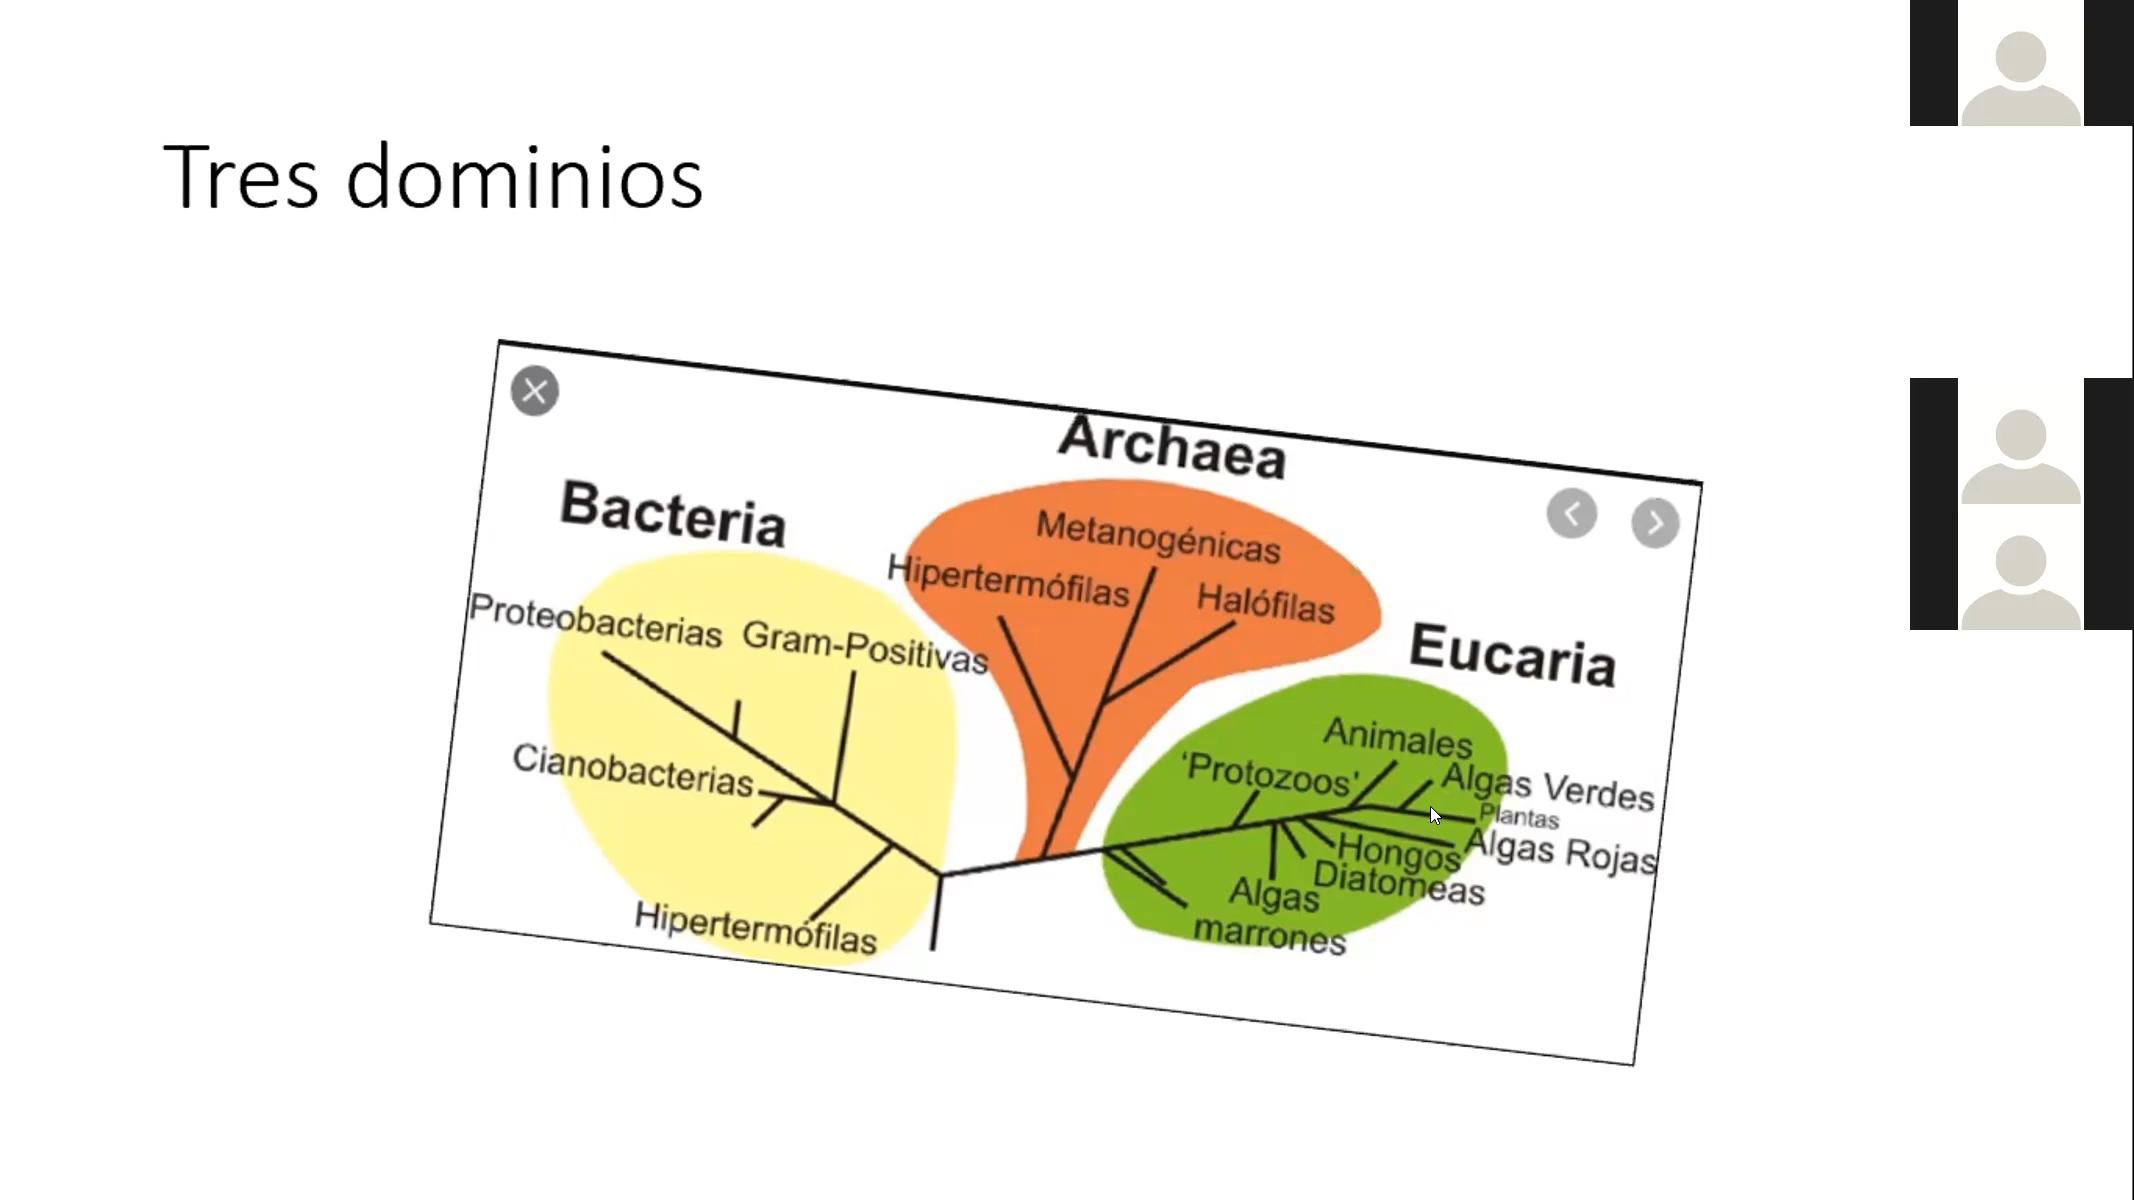 Tres dominios
Archaea
Bacteria
Metanogénicas
Hipertermófilas
Halófilas
Proteobacterias
Gram-Positivas
Eucaria
Animales
'Protozoos'
Algas Verdes
Cianobacterias
Plantas
Hongos
Algas Rojas
Diatomeas
Algas
marrones
Hipertermófilas